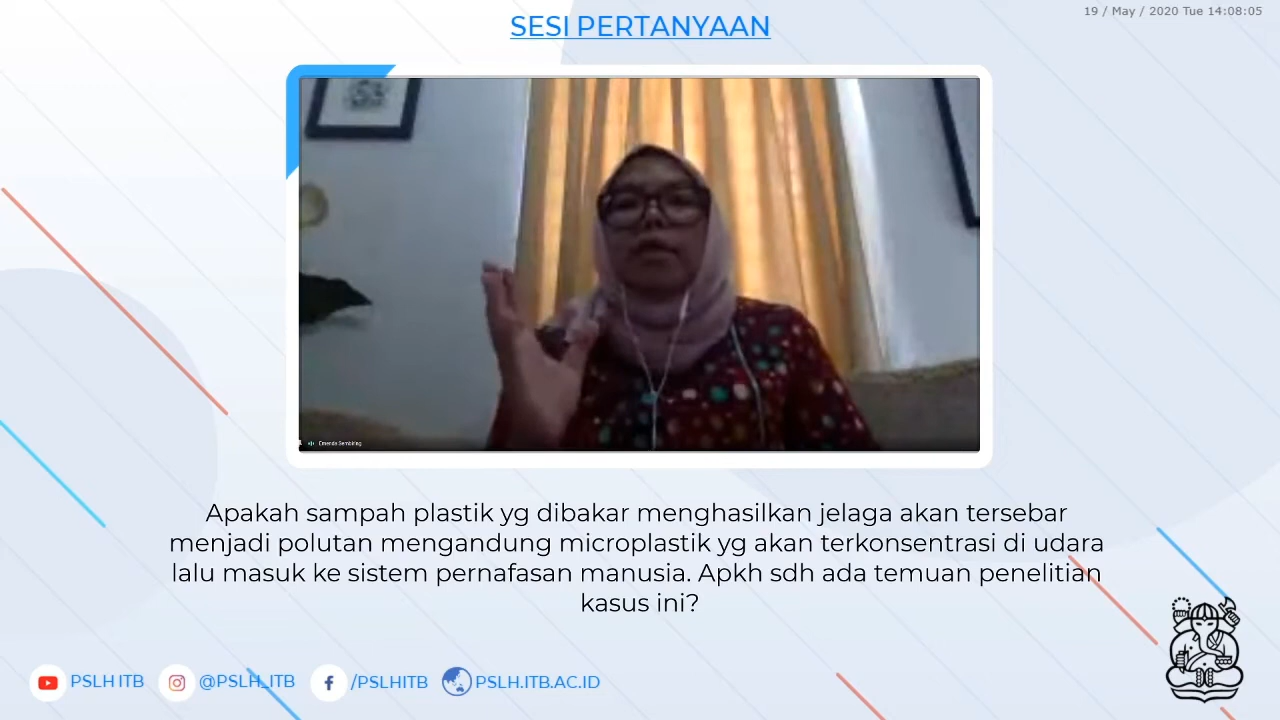 19 / May / 2020 Tue 14:08:05
SESI PERTANYAAN
Emenda Sembiring
Apakah sampah plastik yg dibakar menghasilkan jelaga akan tersebar
menjadi polutan mengandung microplastik yg akan terkonsentrasi di udara
lalu masuk ke sistem pernafasan manusia. Apkh sdh ada temuan penelitian
kasus ini?
PSLH ITB
@PSLH_ITB
/PSLHITB
PSLH.ITB.AC.ID